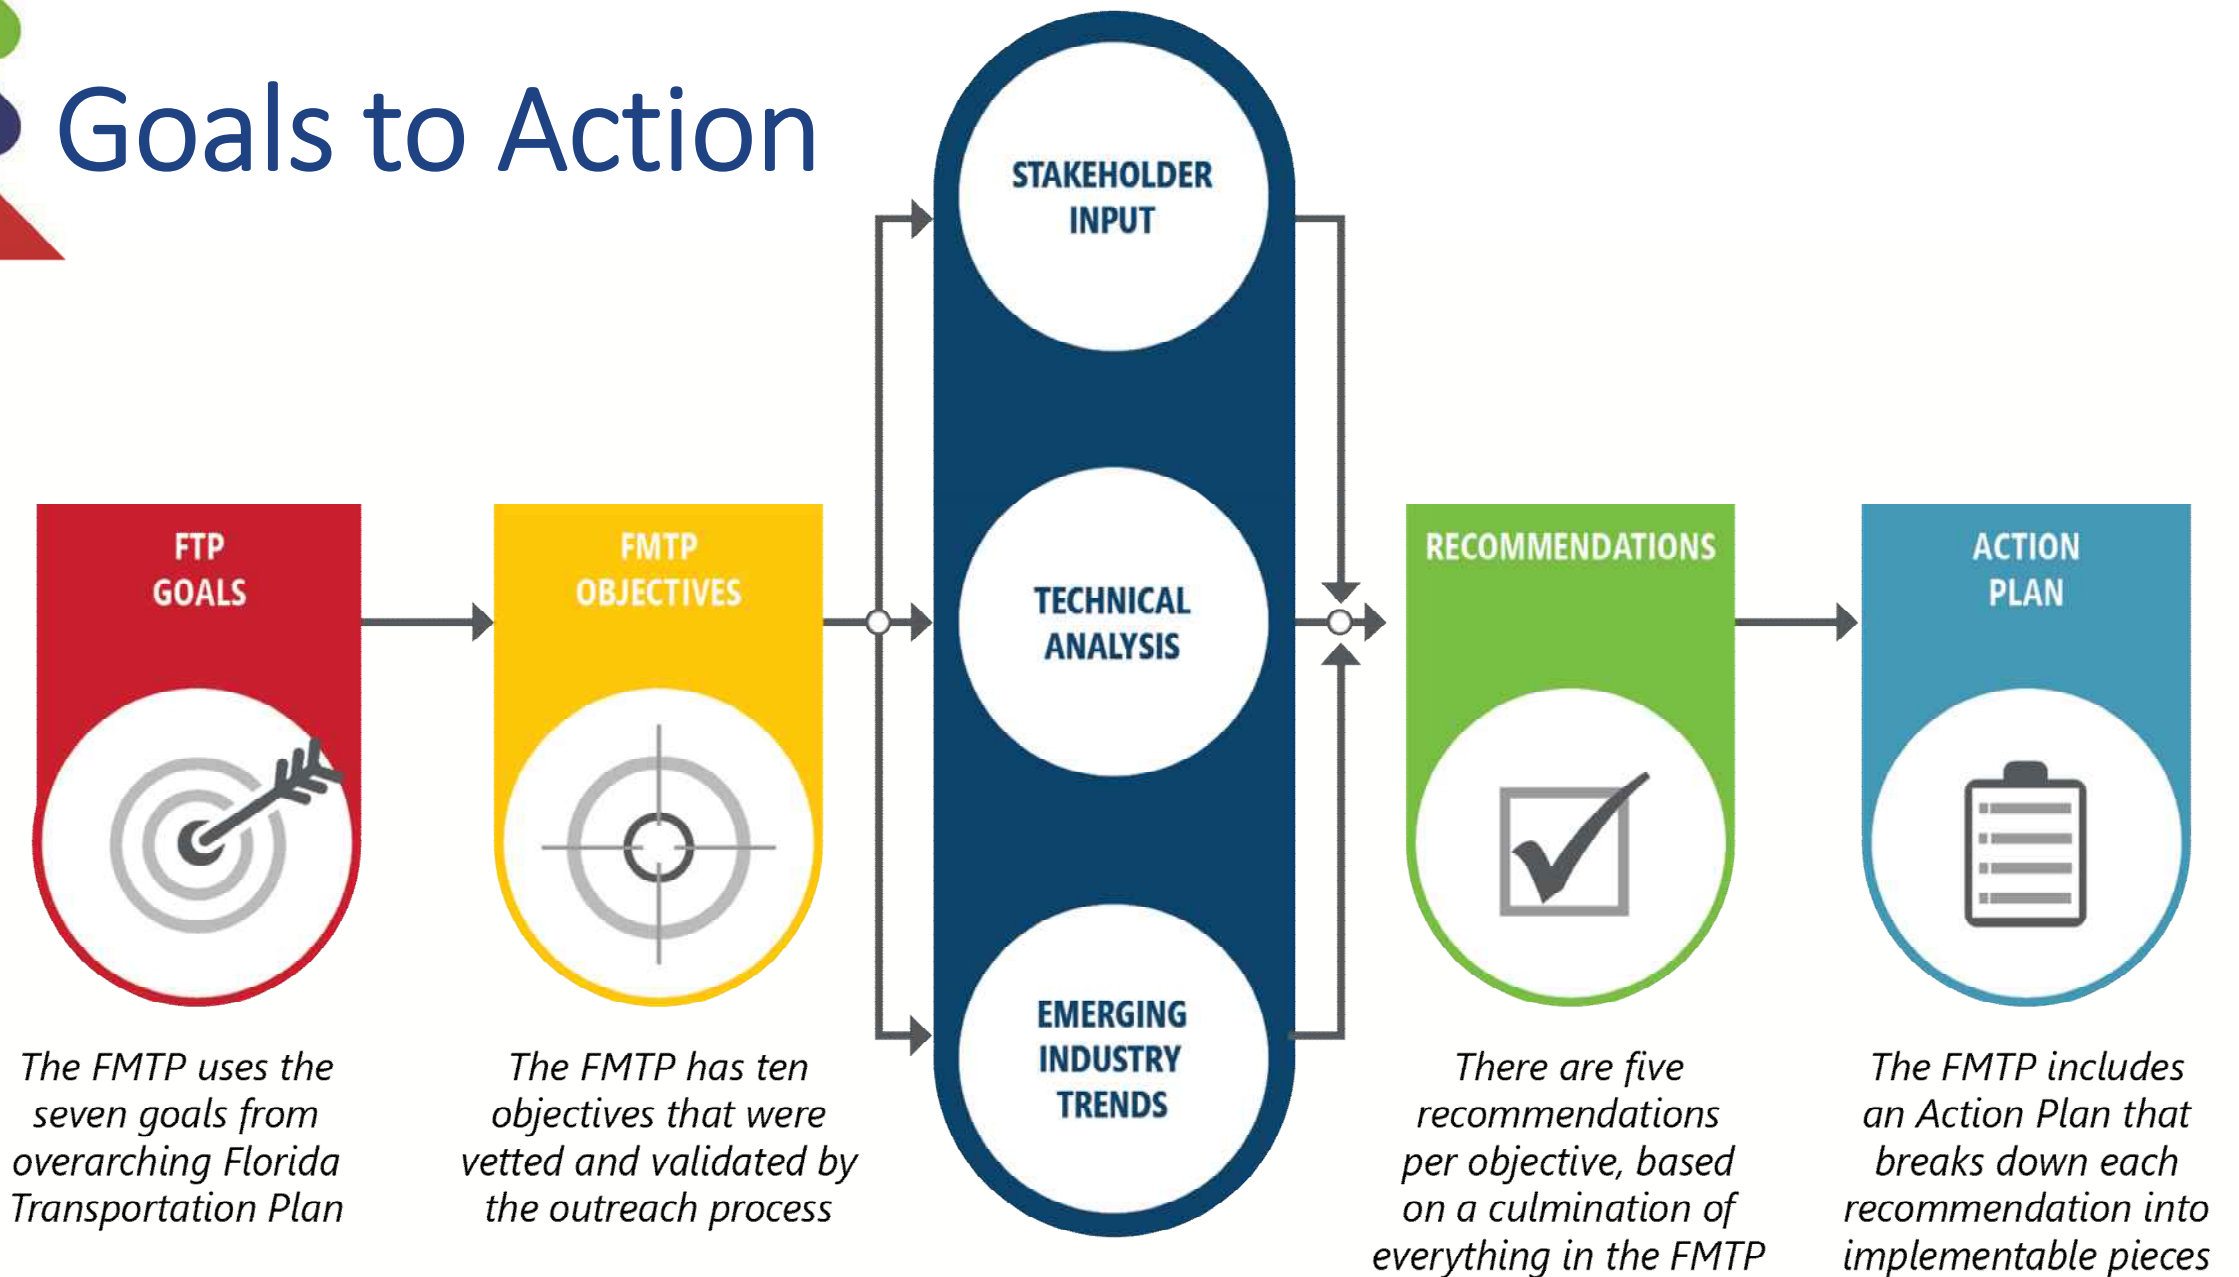 Goals to Action
STAKEHOLDER
INPUT
TECHNICAL
ANALYSIS
EMERGING
INDUSTRY
TRENDS
FTP
GOALS
The FMTP uses the
seven goals from
overarching Florida
Transportation Plan
FMTP
OBJECTIVES
The FMTP has ten
objectives that were
vetted and validated by
the outreach process
RECOMMENDATIONS
There are five
recommendations
per objective, based
on a culmination of
everything in the FMTP
ACTION
PLAN
The FMTP includes
an Action Plan that
breaks down each
recommendation into
implementable pieces